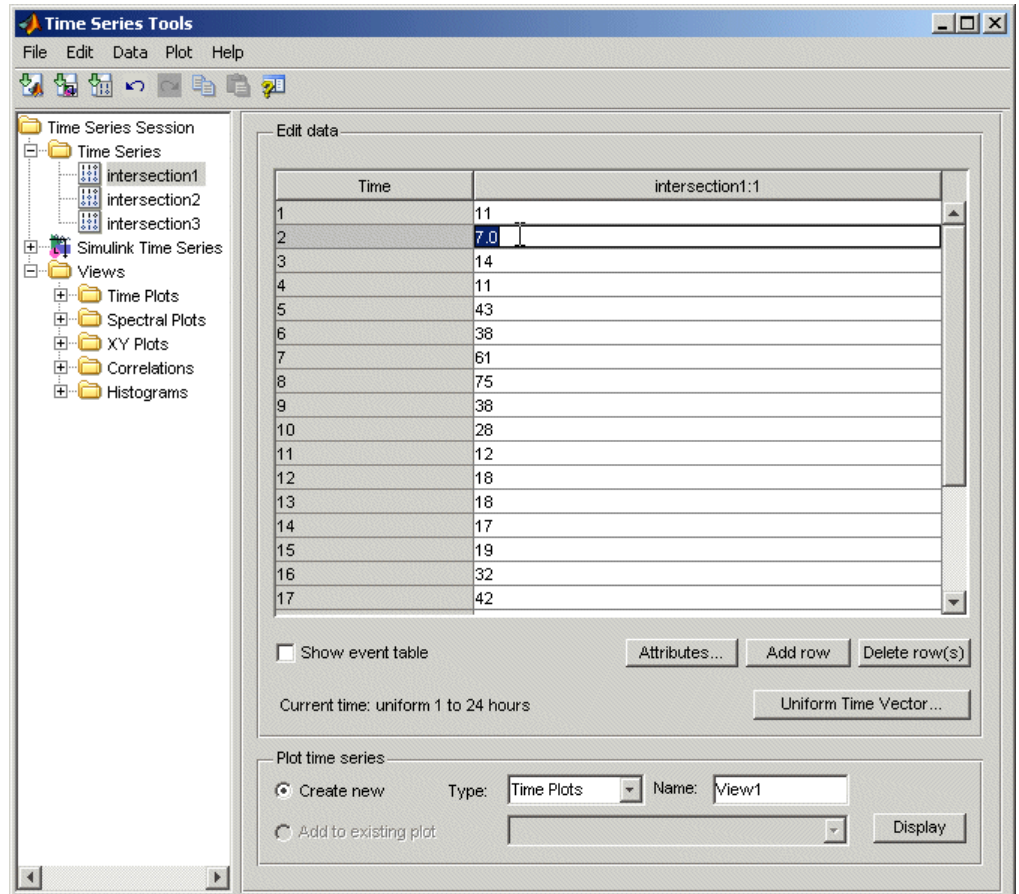 Time Series Tools
File Edit Data Plot Help
Time Series Session
Time Series
intersection1
intersection2
intersection3
Simulink Time Series
Views
Time Plots
Spectral Plots
XY Plots
Correlations
Histograms
Edit data
Time intersection1:1
1 11
2 7.0
3 14
4 11
5 43
6 38
7 61
8 75
9 38
10 28
11 12
12 18
13 18
14 17
15 19
16 32
17 42
Show event table Attributes... Add row Delete row(s)
Current time: uniform 1 to 24 hours Uniform Time Vector...
Plot time series
Create new Type: Time Plots Name: View1
Add to existing plot Display